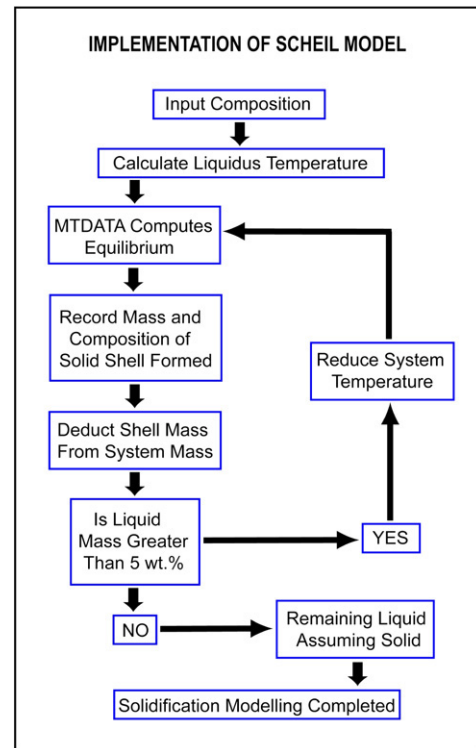 IMPLEMENTATION OF SCHEIL MODEL
Input Composition
Calculate Liquidus Temperature
MTDATA Computes
Equilibrium
Record Mass and
Composition of
Solid Shell Formed
Reduce System
Temperature
Deduct Shell Mass
From System Mass
Is Liquid
Mass Greater
Than 5 wt.%
YES
NO
Remaining Liquid
Assuming Solid
Solidification Modelling Completed